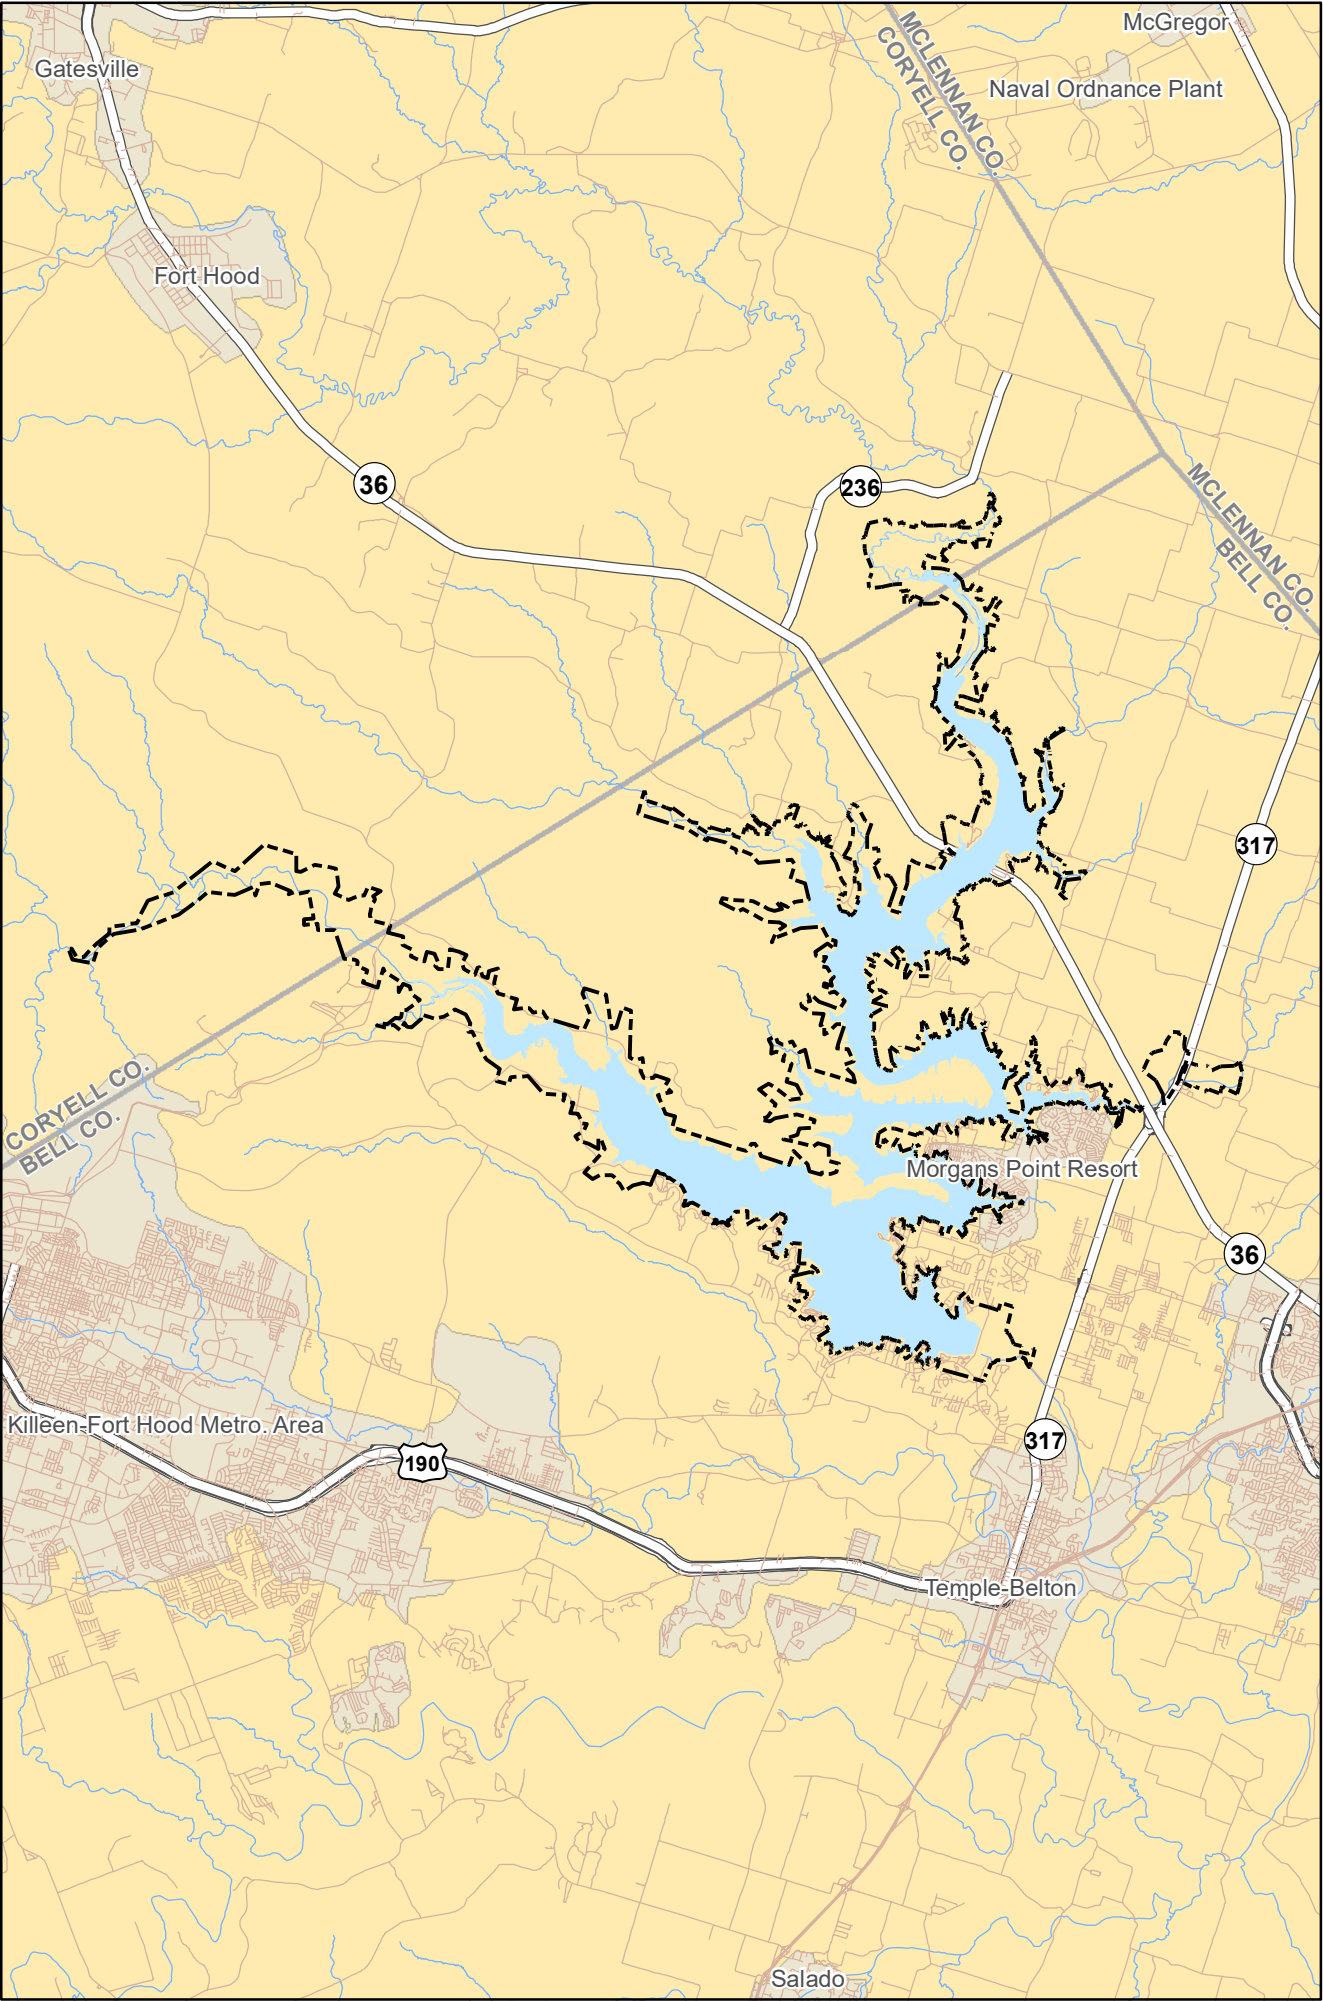 McGregor
Gatesville
Naval Ordnance Plant
MCLENNAN CO.
CORYELL CO.
Fort Hood
36
236
MCLENNAN CO.
BELL CO.
317
CORYELL CO.
BELL CO.
Morgans Point Resort
36
Killeen-Fort Hood Metro. Area
190
317
Temple-Belton
Salado